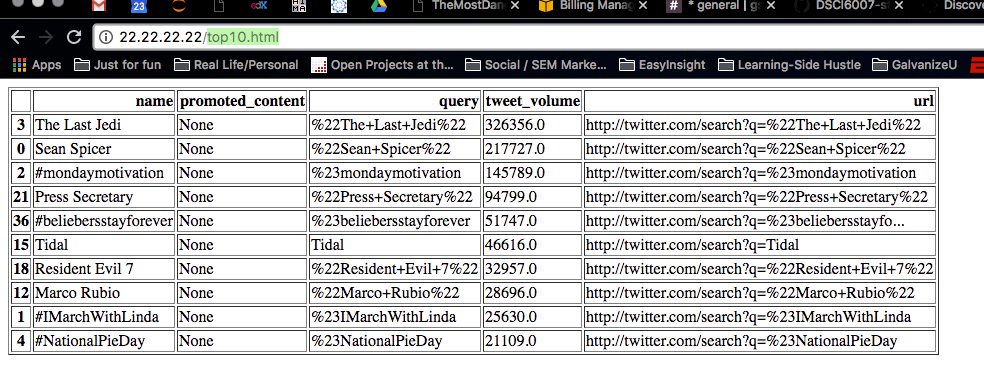 23 edX TheMostDan Billing Manag # * general | g DSCI6007-st Discove
22.22.22.22/top10.html
Apps Just for fun Real Life/Personal Open Projects at th... Social / SEM Marke... EasyInsight Learning-Side Hustle GalvanizeU
name promoted_content query tweet_volume url
3 The Last Jedi None %22The+Last+Jedi%22 326356.0 http://twitter.com/search?q=%22The+Last+Jedi%22
0 Sean Spicer None %22Sean+Spicer%22 217727.0 http://twitter.com/search?q=%22Sean+Spicer%22
2 #mondaymotivation None %23mondaymotivation 145789.0 http://twitter.com/search?q=%23mondaymotivation
21 Press Secretary None %22Press+Secretary%22 94799.0 http://twitter.com/search?q=%22Press+Secretary%22
36 #beliebersstayforever None %23beliebersstayforever 51747.0 http://twitter.com/search?q=%23beliebersstayfo...
15 Tidal None Tidal 46616.0 http://twitter.com/search?q=Tidal
18 Resident Evil 7 None %22Resident+Evil+7%22 32957.0 http://twitter.com/search?q=%22Resident+Evil+7%22
12 Marco Rubio None %22Marco+Rubio%22 28696.0 http://twitter.com/search?q=%22Marco+Rubio%22
1 #IMarchWithLinda None %23IMarchWithLinda 25630.0 http://twitter.com/search?q=%23IMarchWithLinda
4 #NationalPieDay None %23NationalPieDay 21109.0 http://twitter.com/search?q=%23NationalPieDay